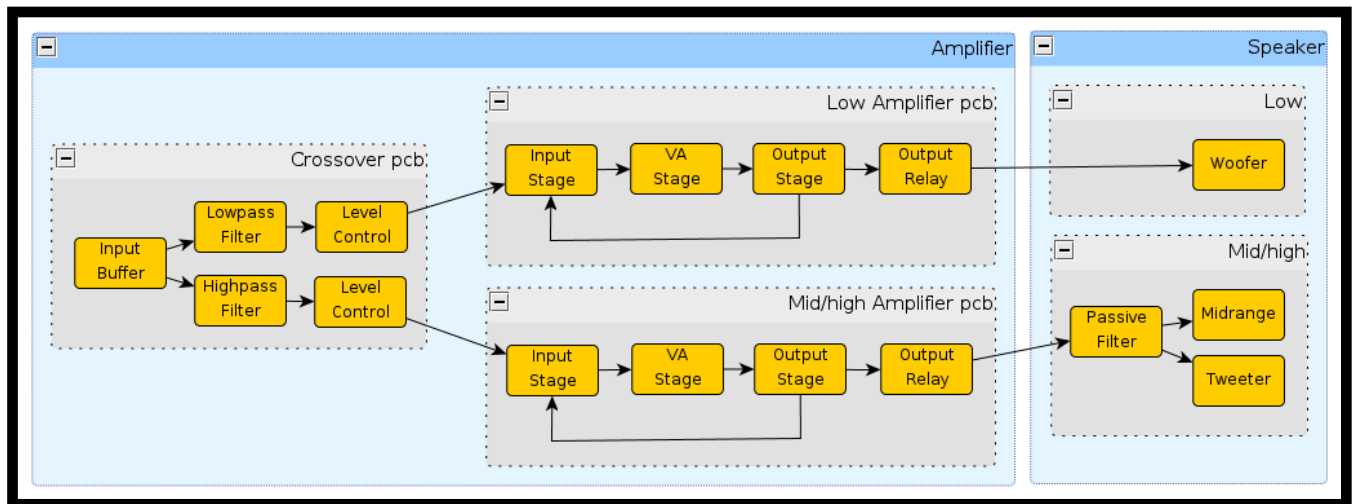 Amplifier
Speaker
Low Amplifier pcb
Low
Crossover pcb
Input
Stage
VA
Stage
Output
Stage
Output
Relay
Woofer
Lowpass
Filter
Level
Control
Input
Buffer
Highpass
Filter
Level
Control
Mid/high
Mid/high Amplifier pcb
Input
Stage
VA
Stage
Output
Stage
Output
Relay
Passive
Filter
Midrange
Tweeter